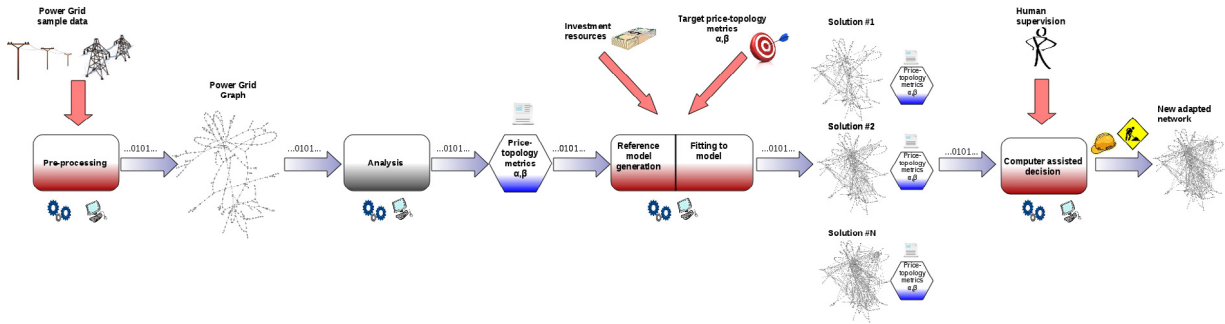 Power Grid
sample data
Pre-processing
...0101...
Power Grid
Graph
...0101...
Analysis
...0101...
Price-
topology
metrics
α,β
...0101...
Investment
resources
Target price-topology
metrics
α,β
Reference
model
generation
Fitting to
model
...0101...
Solution #1
Price-
topology
metrics
α,β
Solution #2
Price-
topology
metrics
α,β
Solution #N
Price-
topology
metrics
α,β
...0101...
Human
supervision
Computer assisted
decision
New adapted
network